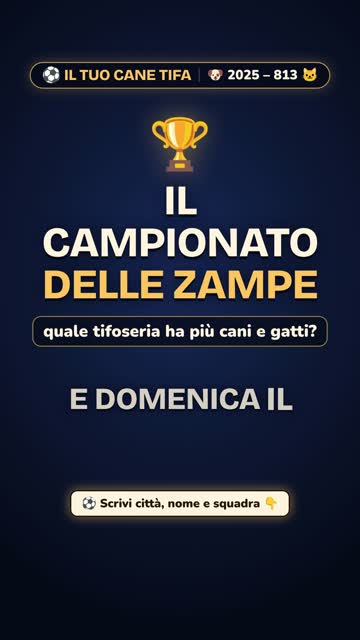 ⚽ IL TUO CANE TIFA | 🐶 2025 – 813 🐱
IL
CAMPIONATO
DELLE ZAMPE
quale tifoseria ha più cani e gatti?
E DOMENICA IL
⚽ Scrivi città, nome e squadra 👇